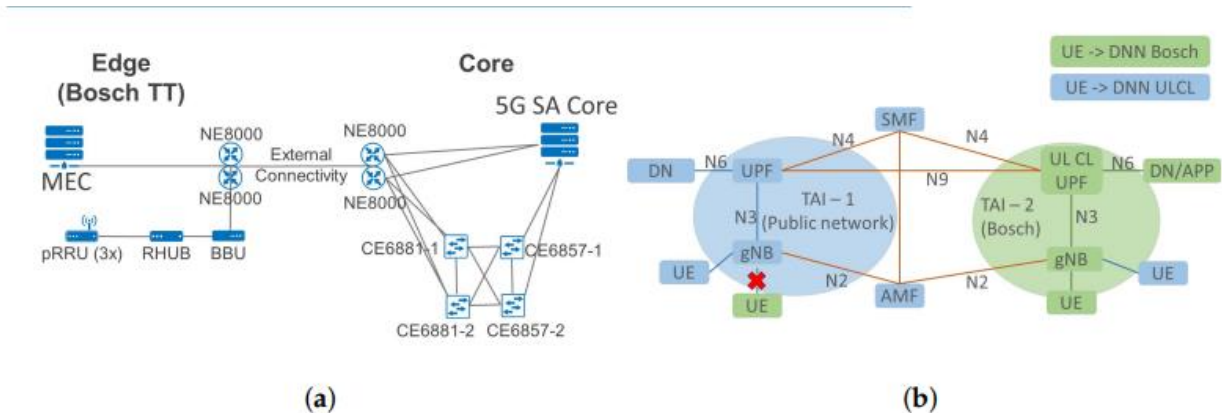 Edge
(Bosch TT)
Core
5G SA Core
MEC
NE8000
NE8000
External
Connectivity
NE8000
NE8000
pRRU (3x)
RHUB
BBU
CE6881-1
CE6857-1
CE6881-2
CE6857-2
(a)
UE -> DNN Bosch
UE -> DNN ULCL
SMF
N4
N4
DN
N6
UPF
N9
UL CL
UPF
N6
DN/APP
TAI – 1
(Public network)
TAI – 2
(Bosch)
N3
N3
gNB
gNB
UE
UE
N2
AMF
N2
UE
UE
(b)